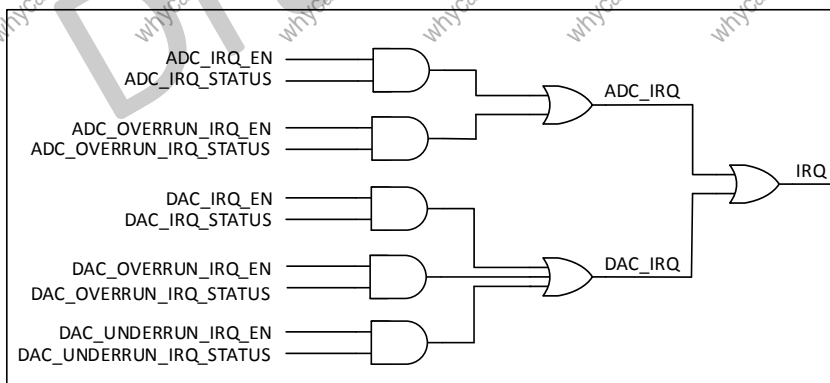 ADC_IRQ_EN
ADC_IRQ_STATUS
ADC_IRQ
ADC_OVERRUN_IRQ_EN
ADC_OVERRUN_IRQ_STATUS
IRQ
DAC_IRQ_EN
DAC_IRQ_STATUS
DAC_OVERRUN_IRQ_EN
DAC_IRQ
DAC_OVERRUN_IRQ_STATUS
DAC_UNDERRUN_IRQ_EN
DAC_UNDERRUN_IRQ_STATUS